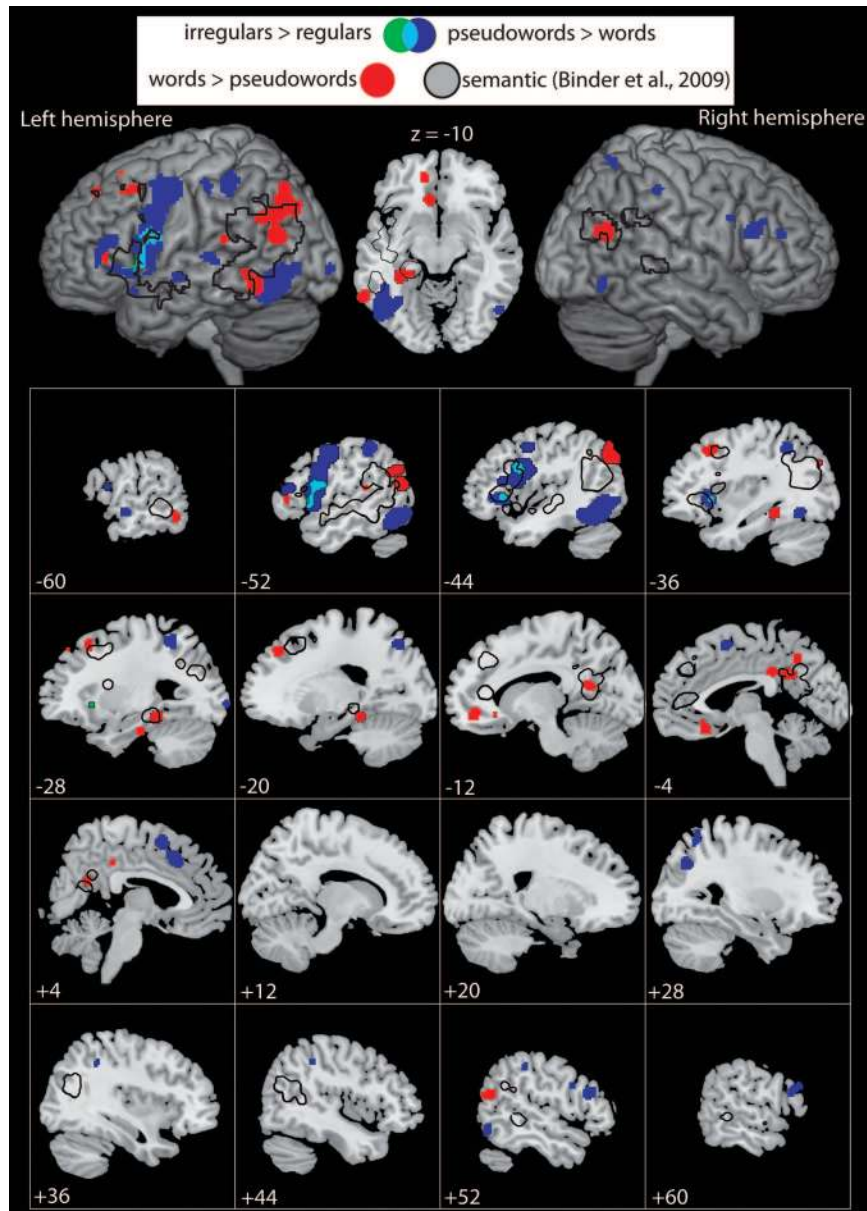 irregulars > regulars pseudowords > words
words > pseudowords semantic (Binder et al., 2009)
Left hemisphere z = -10 Right hemisphere
-60 -52 -44 -36
-28 -20 -12 -4
+4 +12 +20 +28
+36 +44 +52 +60